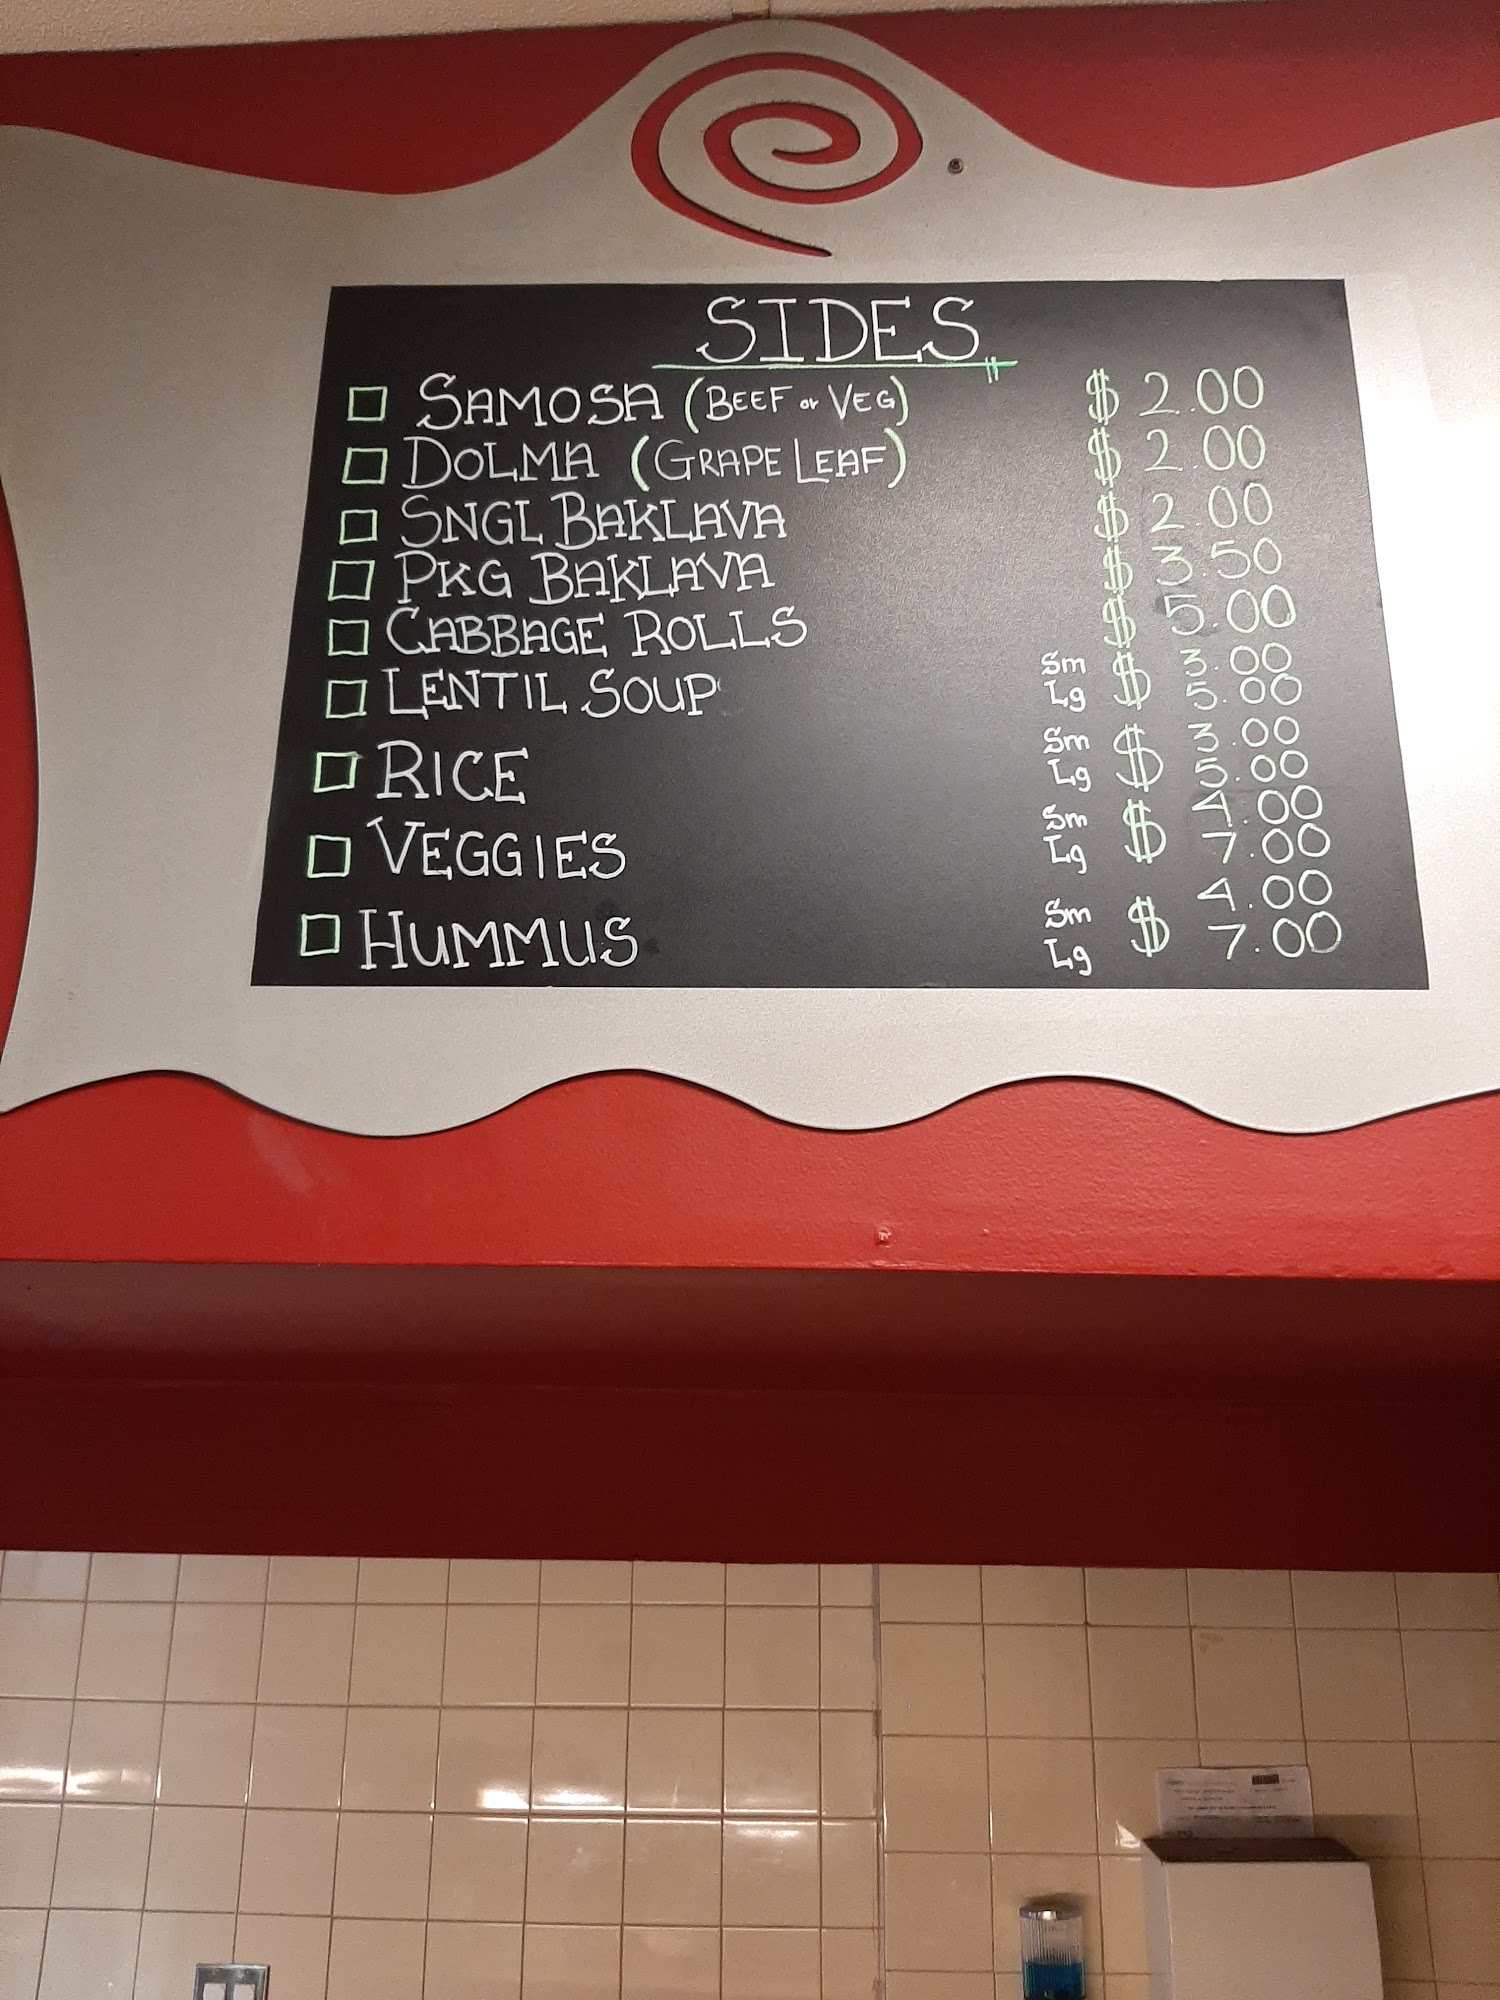 SIDES
SAMOSA (BEEF or VEG) $ 2.00
DOLMA (GRAPE LEAF) $ 2.00
SNGL BAKLAVA $ 2.00
PKG BAKLAVA $ 3.50
CABBAGE ROLLS $ 5.00
LENTIL SOUP Sm $ 3.00
Lg 5.00
RICE Sm $ 3.00
Lg 5.00
VEGGIES Sm $ 4.00
Lg 7.00
HUMMUS Sm $ 4.00
Lg 7.00